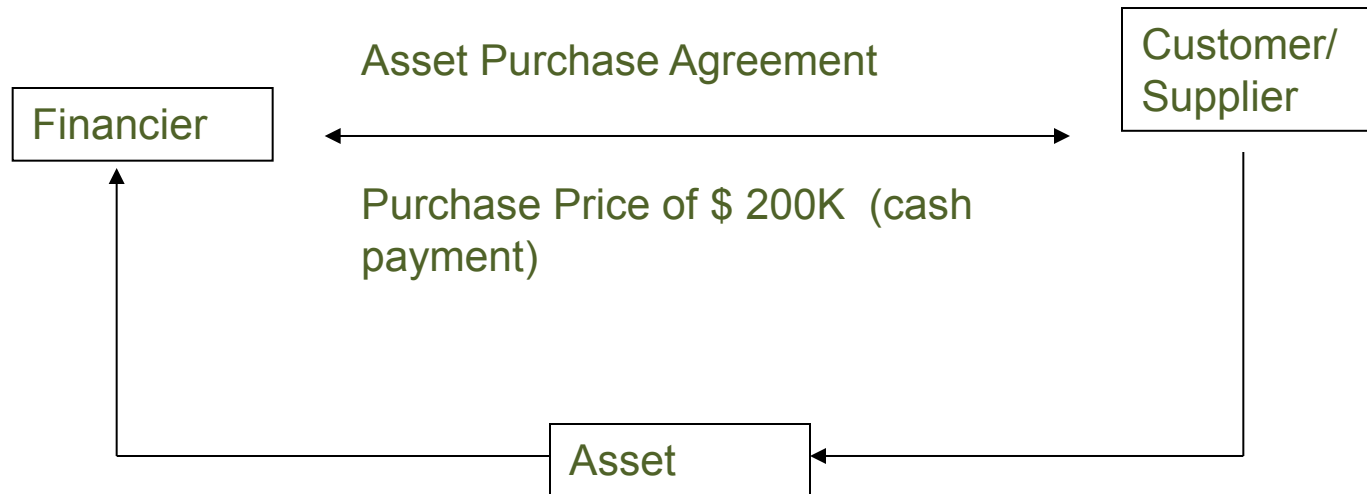 Asset Purchase Agreement
Customer/
Supplier
Financier
Purchase Price of $ 200K  (cash
payment)
Asset